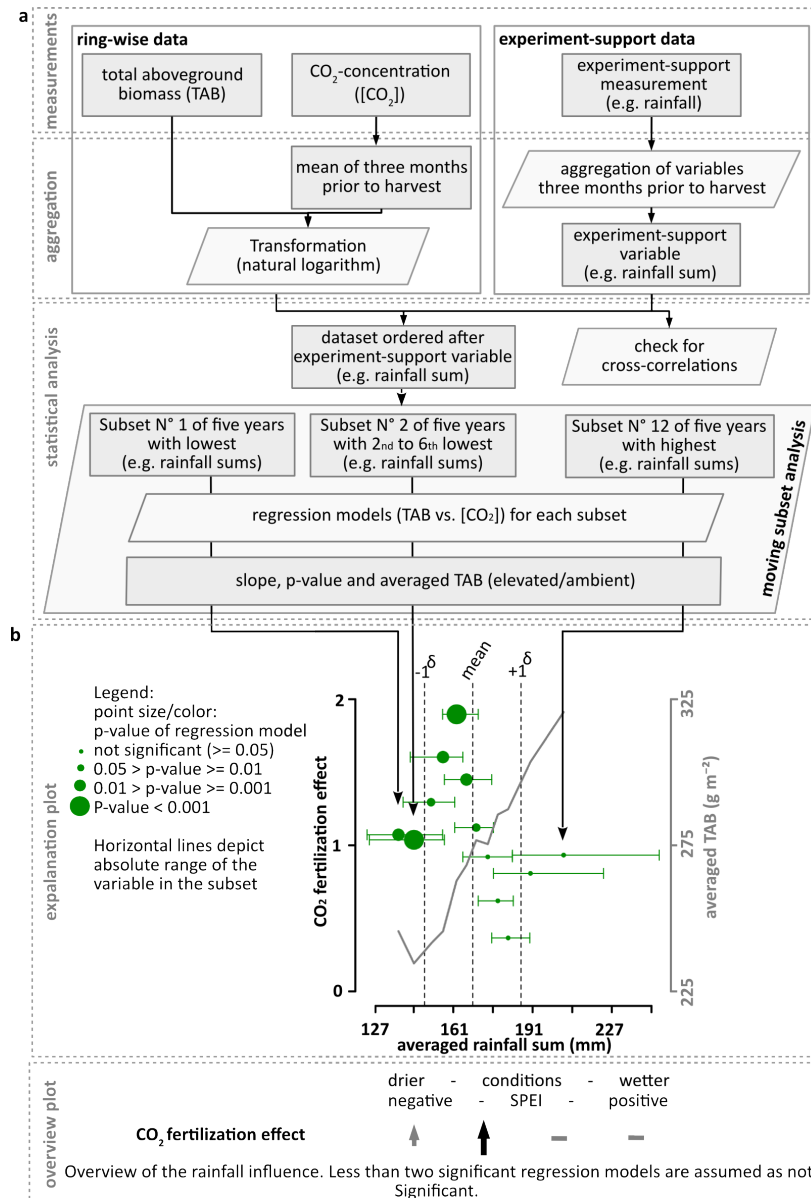 a
measurements
ring-wise data
experiment-support data
total aboveground
biomass (TAB)
CO2-concentration
([CO2])
experiment-support
measurement
(e.g. rainfall)
aggregation
mean of three months
prior to harvest
aggregation of variables
three months prior to harvest
Transformation
(natural logarithm)
experiment-support
variable
(e.g. rainfall sum)
statistical analysis
dataset ordered after
experiment-support variable
(e.g. rainfall sum)
check for
cross-correlations
Subset N° 1 of five years
with lowest
(e.g. rainfall sums)
Subset N° 2 of five years
with 2nd to 6th lowest
(e.g. rainfall sums)
Subset N° 12 of five years
with highest
(e.g. rainfall sums)
moving subset analysis
regression models (TAB vs. [CO2]) for each subset
slope, p-value and averaged TAB (elevated/ambient)
b
expalanation plot
Legend:
point size/color:
p-value of regression model
not significant (>= 0.05)
0.05 > p-value >= 0.01
0.01 > p-value >= 0.001
P-value < 0.001
Horizontal lines depict
absolute range of the
variable in the subset
-1δ
mean
+1δ
CO2 fertilization effect
2
1
0
averaged TAB (g m⁻²)
325
275
225
127 161 191 227
averaged rainfall sum (mm)
overview plot
drier - conditions - wetter
negative - SPEI - positive
CO2 fertilization effect
Overview of the rainfall influence. Less than two significant regression models are assumed as not
Significant.